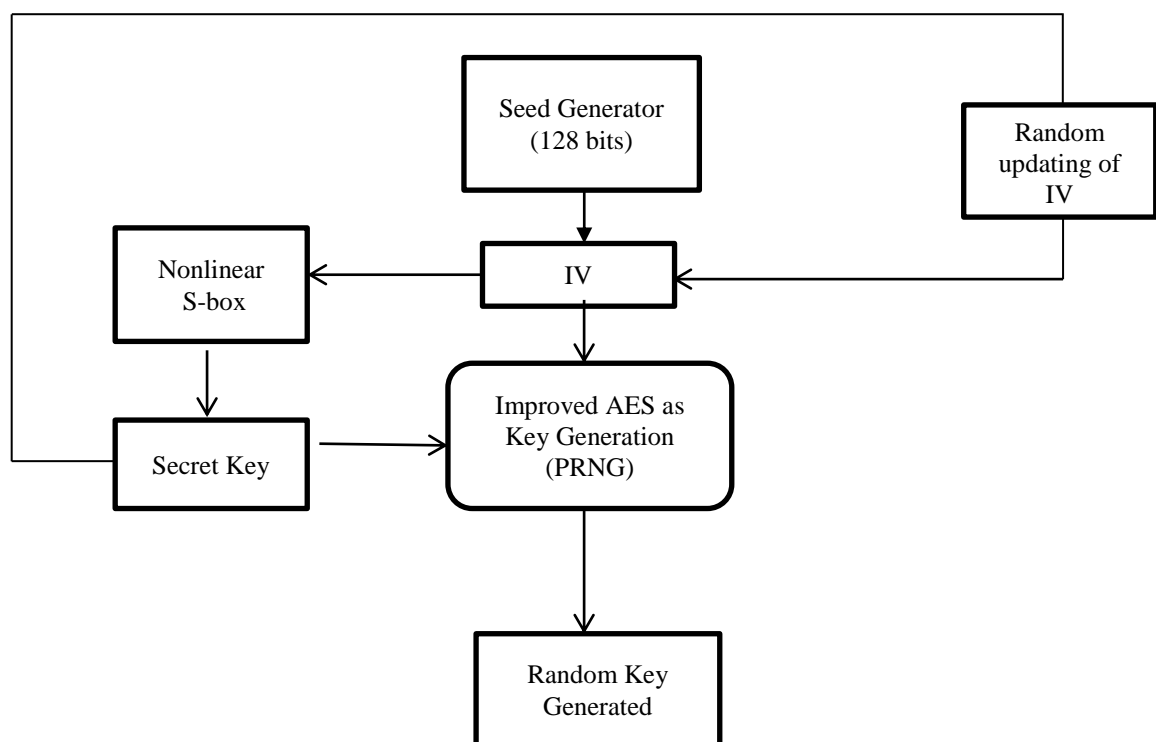 Seed Generator
(128 bits)
Random
updating of
IV
Nonlinear
S-box
IV
Improved AES as
Key Generation
(PRNG)
Secret Key
Random Key
Generated